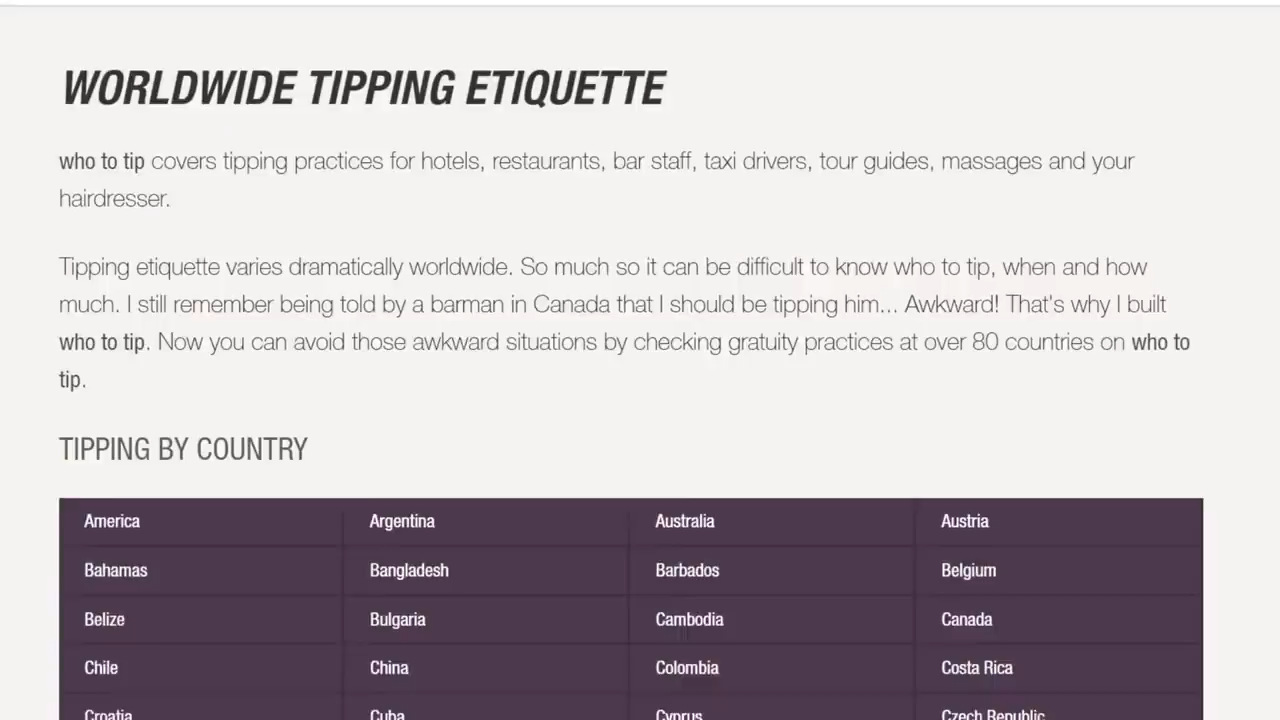 WORLDWIDE TIPPING ETIQUETTE
who to tip covers tipping practices for hotels, restaurants, bar staff, taxi drivers, tour guides, massages and your
hairdresser.
Tipping etiquette varies dramatically worldwide. So much so it can be difficult to know who to tip, when and how
much. I still remember being told by a barman in Canada that I should be tipping him... Awkward! That's why I built
who to tip. Now you can avoid those awkward situations by checking gratuity practices at over 80 countries on who to
tip.
TIPPING BY COUNTRY
America Argentina Australia Austria
Bahamas Bangladesh Barbados Belgium
Belize Bulgaria Cambodia Canada
Chile China Colombia Costa Rica
Croatia Cuba Cyprus Czech Republic